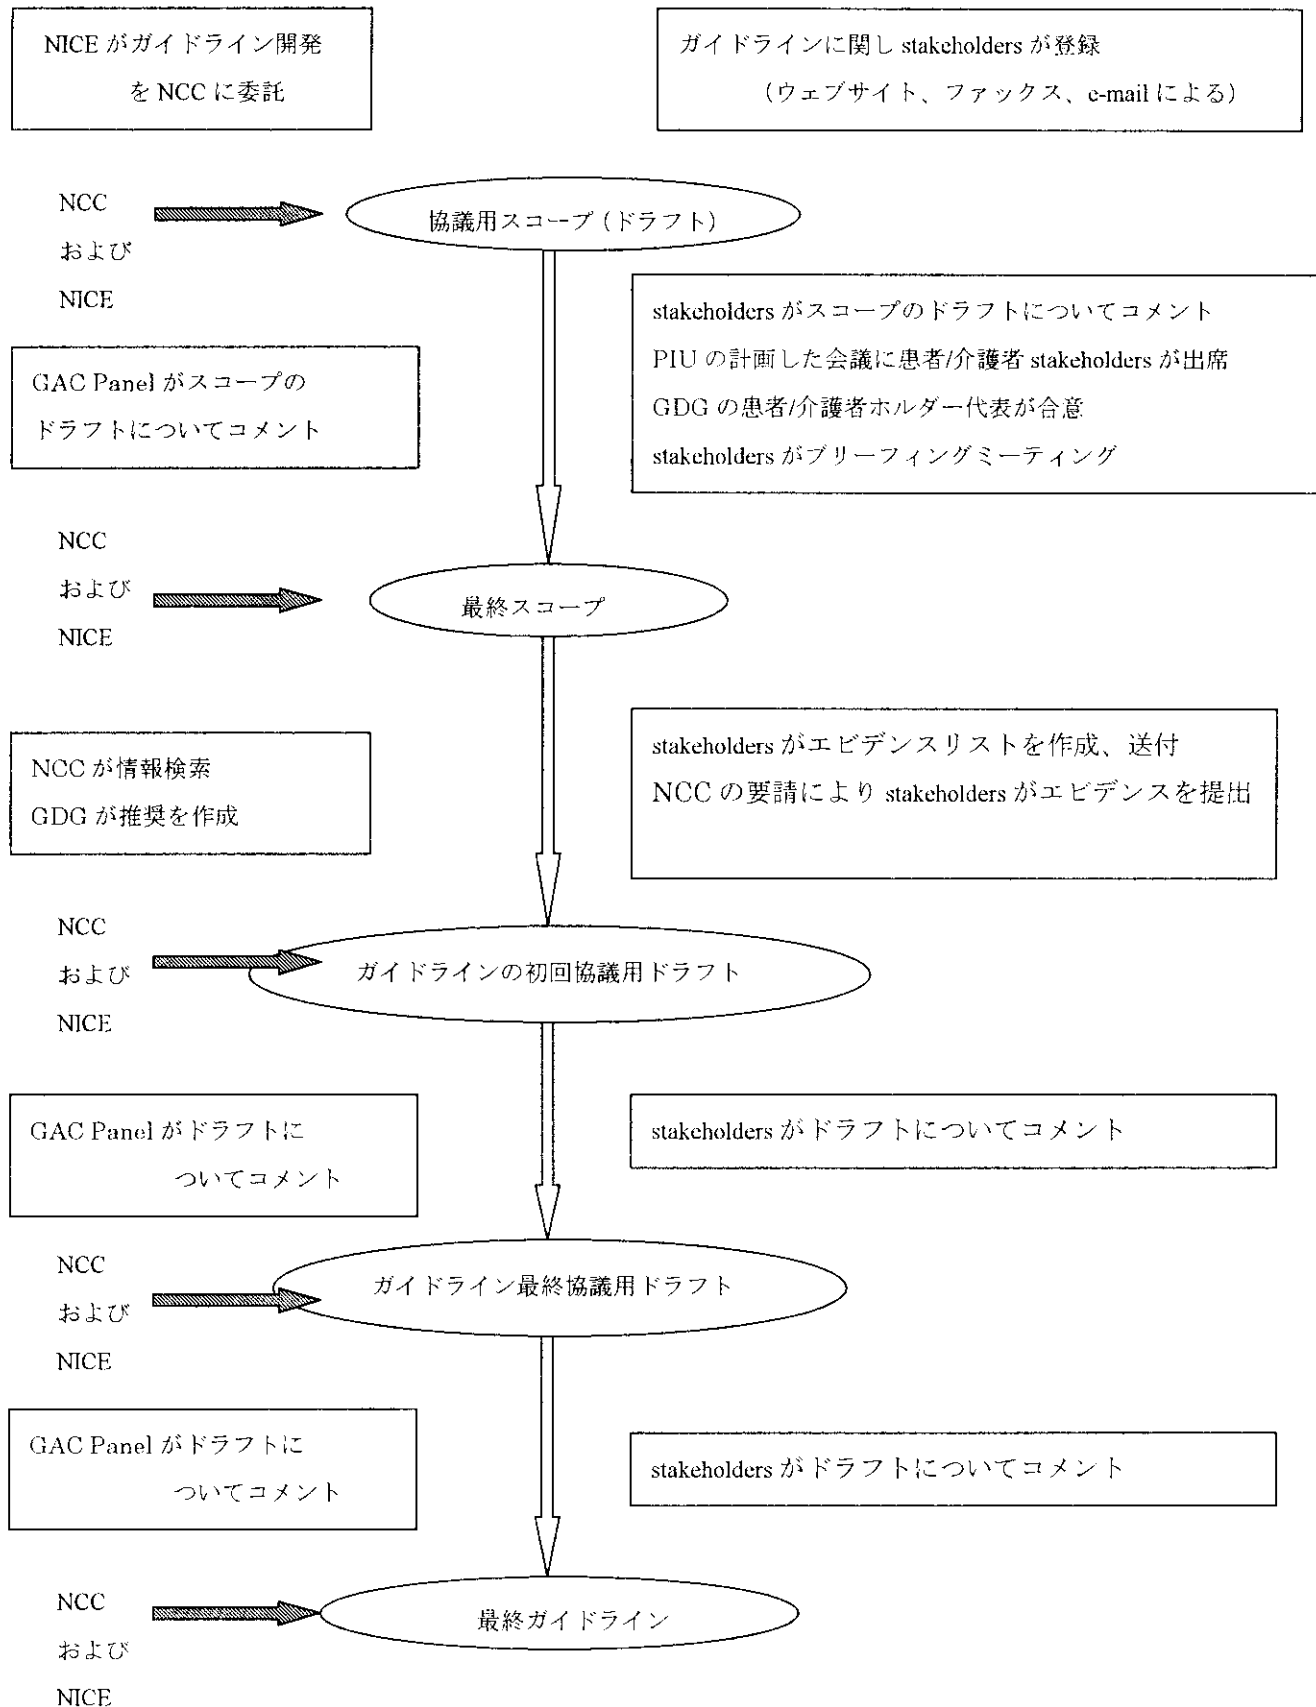 NICE がガイドライン開発
を NCC に委託
ガイドラインに関し stakeholders が登録
（ウェブサイト、ファックス、e-mail による）
NCC
および
NICE
協議用スコープ（ドラフト）
stakeholders がスコープのドラフトについてコメント
PIU の計画した会議に患者/介護者 stakeholders が出席
GDG の患者/介護者ホルダー代表が合意
stakeholders がブリーフィングミーティング
GAC Panel がスコープの
ドラフトについてコメント
NCC
および
NICE
最終スコープ
stakeholders がエビデンスリストを作成、送付
NCC の要請により stakeholders がエビデンスを提出
NCC が情報検索
GDG が推奨を作成
NCC
および
NICE
ガイドラインの初回協議用ドラフト
GAC Panel がドラフトに
ついてコメント
stakeholders がドラフトについてコメント
NCC
および
NICE
ガイドライン最終協議用ドラフト
GAC Panel がドラフトに
ついてコメント
stakeholders がドラフトについてコメント
NCC
および
NICE
最終ガイドライン